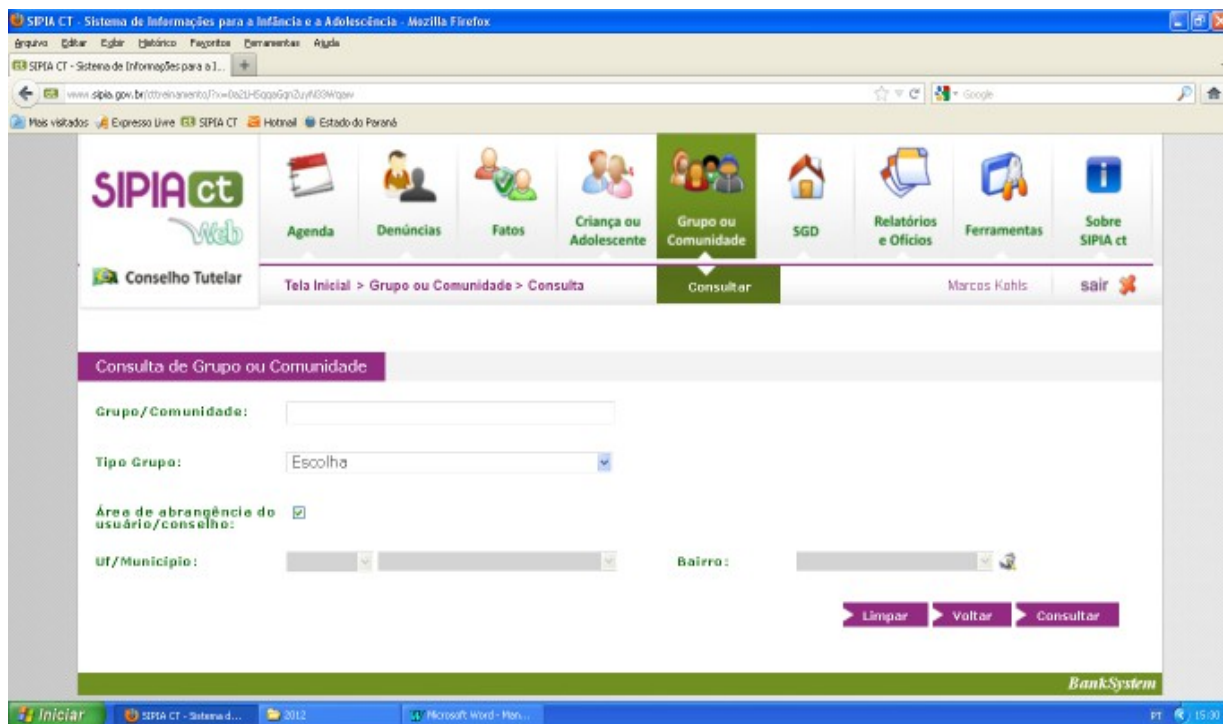 SIPIA CT - Sistema de Informações para a Infância e a Adolescência - Mozilla Firefox
Arquivo Editar Exibir Histórico Favoritos Ferramentas Ajuda
SIPIA CT - Sistema de Informações para a I... +
Google
Mais visitados Expresso Livre SIPIA CT Hotmail Estado do Paraná
SIPIA ct
Web
Conselho Tutelar
Agenda
Denúncias
Fatos
Criança ou
Adolescente
Grupo ou
Comunidade
SGD
Relatórios
e Ofícios
Ferramentas
Sobre
SIPIA ct
Tela Inicial > Grupo ou Comunidade > Consulta
Consultar
Marcos Kohls
sair
Consulta de Grupo ou Comunidade
Grupo/Comunidade:
Tipo Grupo:
Escolha
Área de abrangência do
usuário/conselho:
Uf/Município:
Bairro:
Limpar
Voltar
Consultar
BankSystem
Iniciar
SIPIA CT - Sistema d...
2012
Microsoft Word - Man...
PT